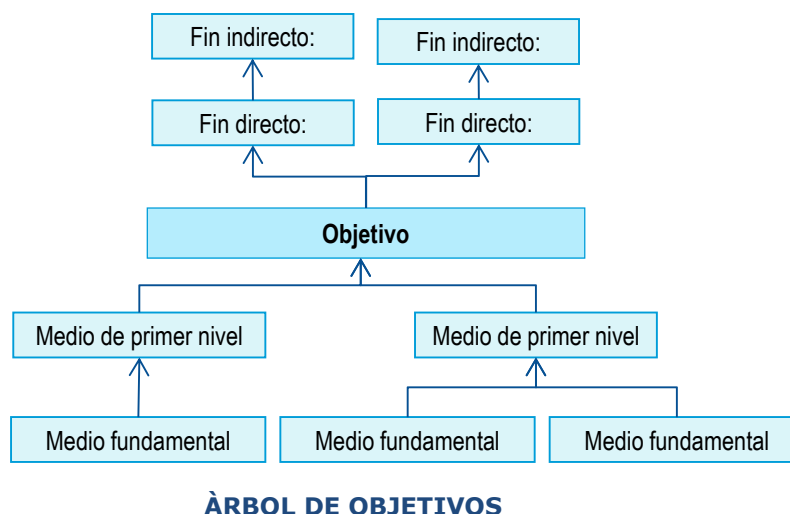 Fin indirecto:
Fin indirecto:
Fin directo:
Fin directo:
Objetivo
Medio de primer nivel
Medio de primer nivel
Medio fundamental
Medio fundamental
Medio fundamental
ÀRBOL DE OBJETIVOS